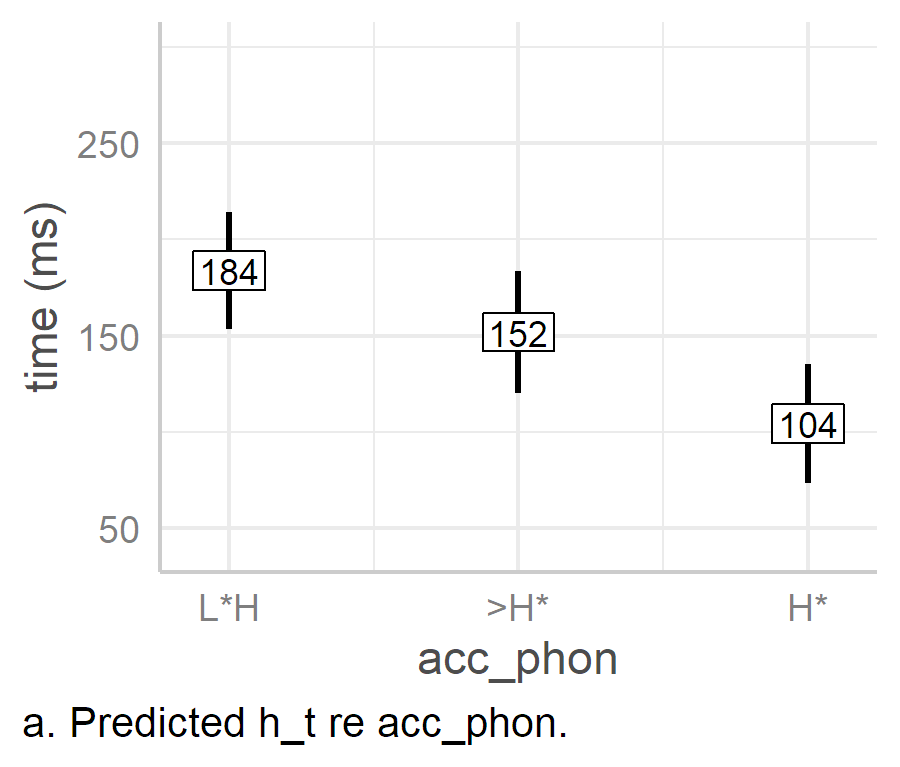 time (ms)
250
150
50
184
152
104
L*H
>H*
H*
acc_phon
a. Predicted h_t re acc_phon.